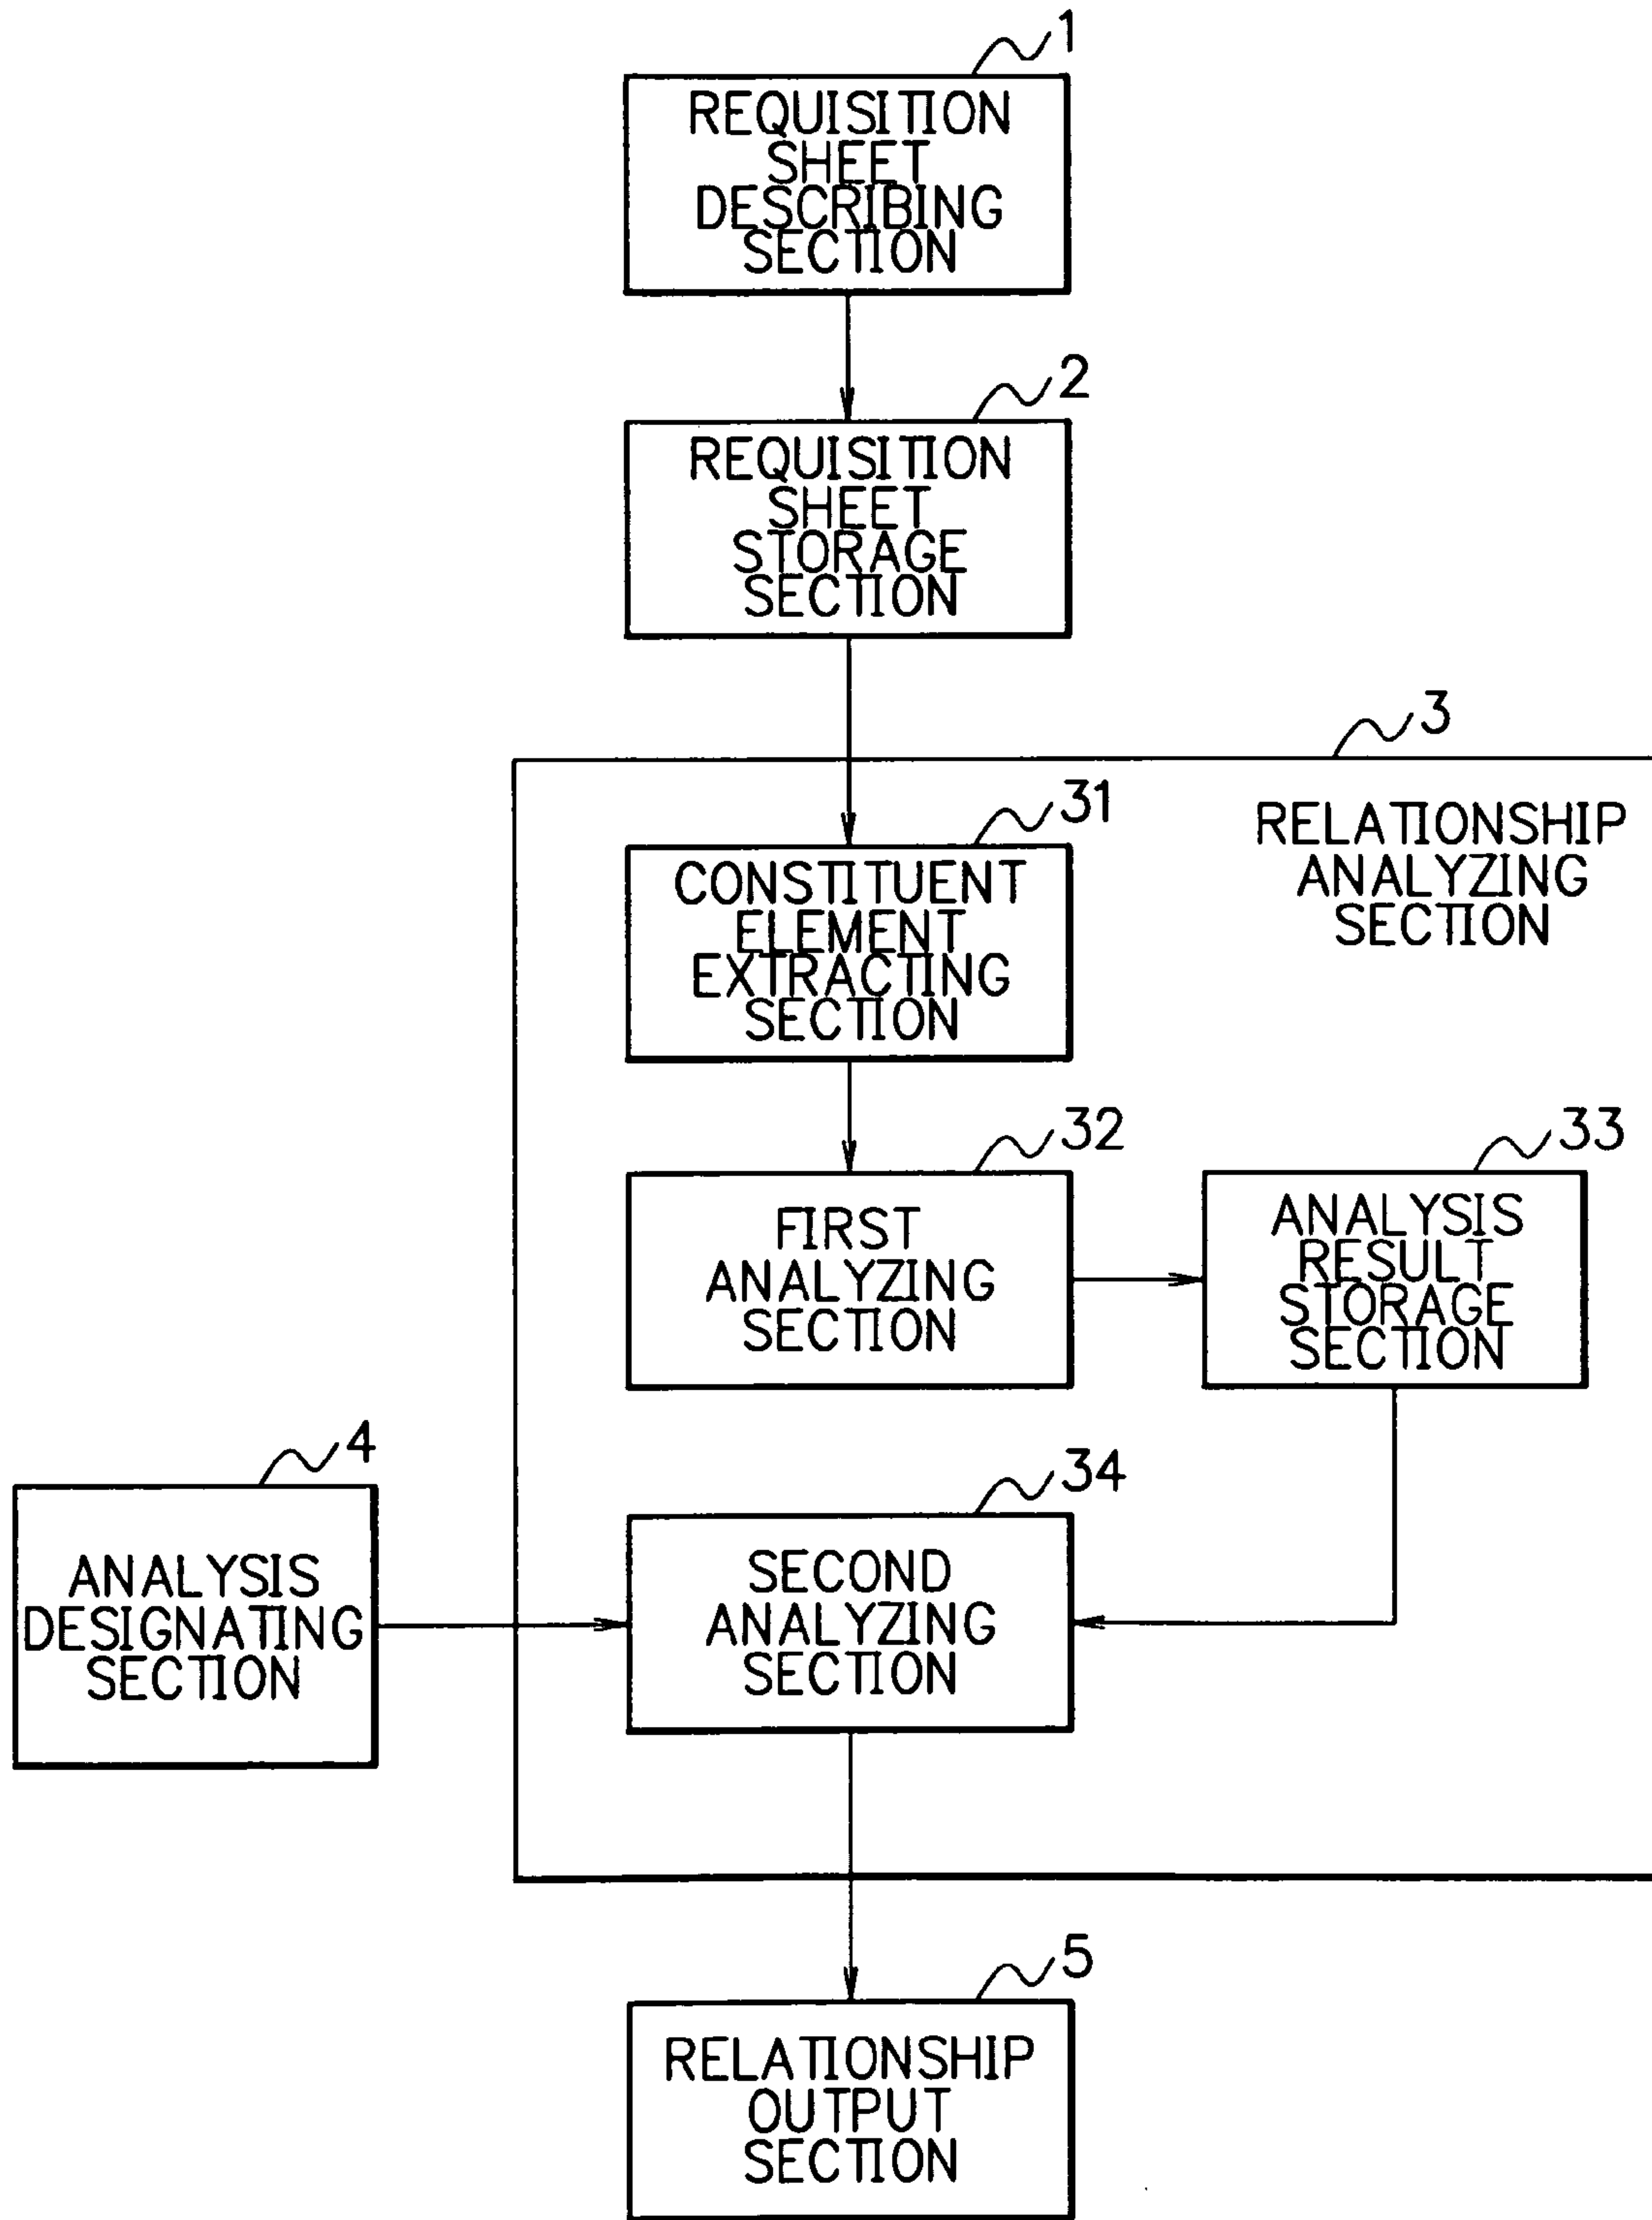 1
REQUISITION
SHEET
DESCRIBING
SECTION
2
REQUISITION
SHEET
STORAGE
SECTION
3
RELATIONSHIP
ANALYZING
SECTION
31
CONSTITUENT
ELEMENT
EXTRACTING
SECTION
32
FIRST
ANALYZING
SECTION
33
ANALYSIS
RESULT
STORAGE
SECTION
4
ANALYSIS
DESIGNATING
SECTION
34
SECOND
ANALYZING
SECTION
5
RELATIONSHIP
OUTPUT
SECTION